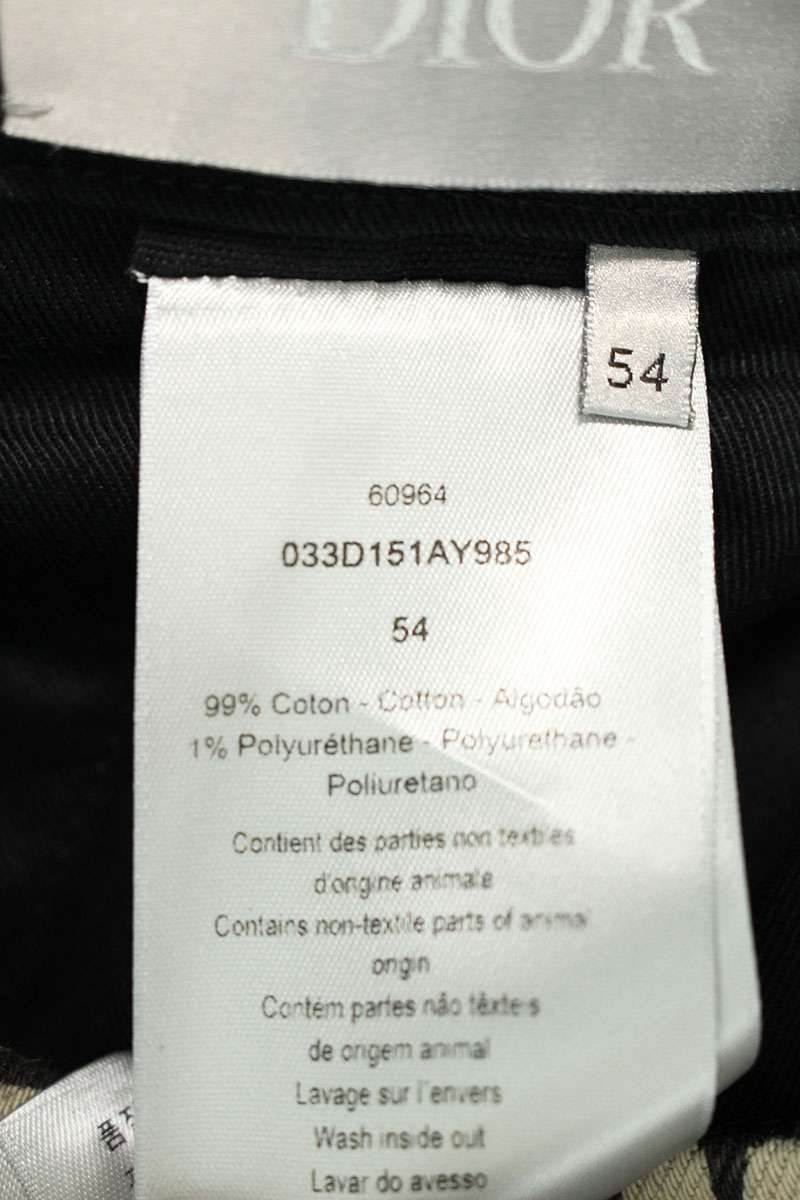 DIOR
54
60964
033D151AY985
54
99% Coton - Cotton - Algodão
1% Polyuréthane - Polyurethane -
Poliuretano
Contient des parties non textiles
d'origine animale
Contains non-textile parts of animal
origin
Contém partes não têxteis
de origem animal
Lavage sur l'envers
Wash inside out
Lavar do avesso